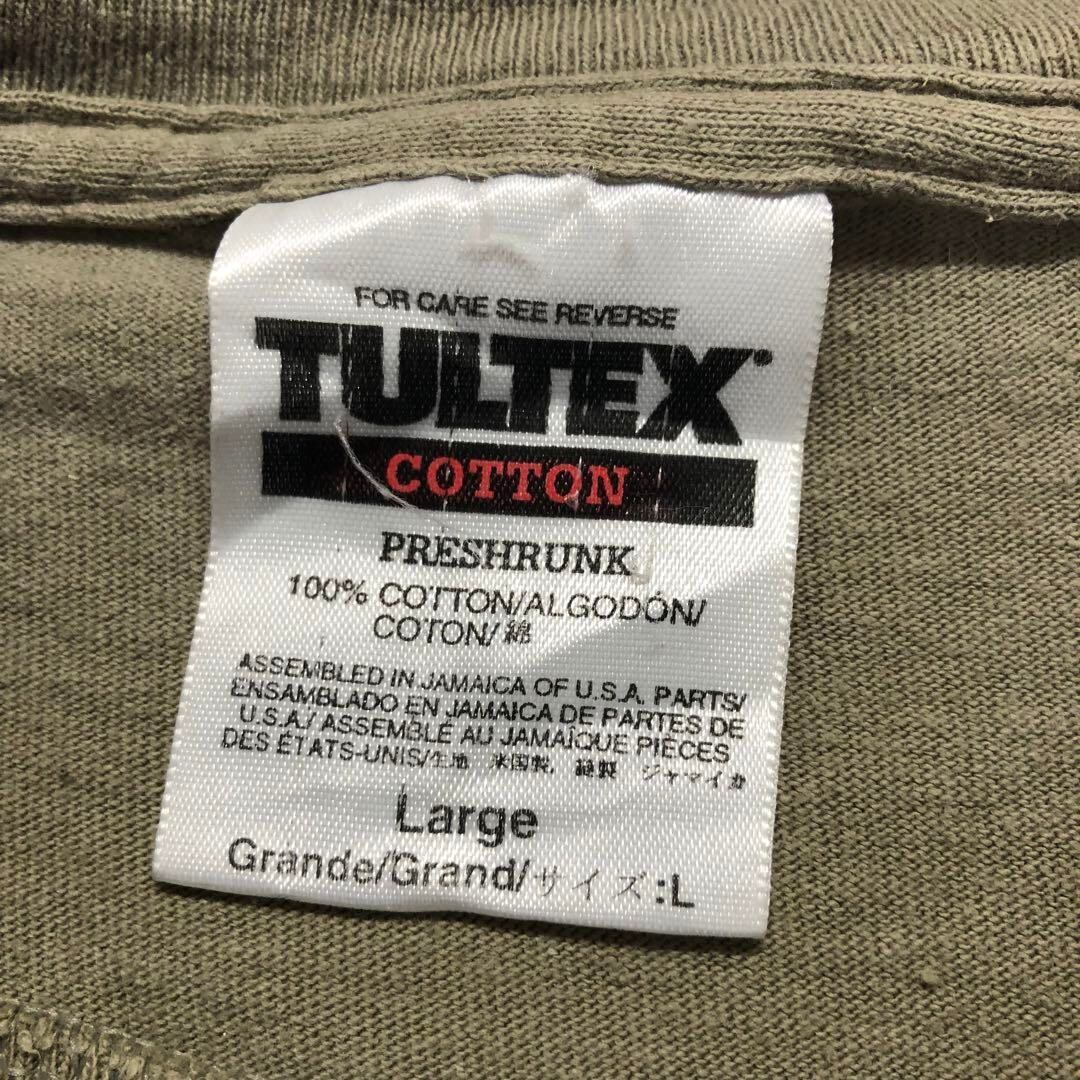 FOR CARE SEE REVERSE
TULTEX®
COTTON
PRESHRUNK
100% COTTON/ALGODÓN/
COTON/綿
ASSEMBLED IN JAMAICA OF U.S.A. PARTS/
ENSAMBLADO EN JAMAICA DE PARTES DE
U.S.A./ ASSEMBLÉ AU JAMAÏQUE PIÈCES
DES ÉTATS-UNIS/生地 米国製, 縫製 ジャマイカ
Large
Grande/Grand/サイズ:L